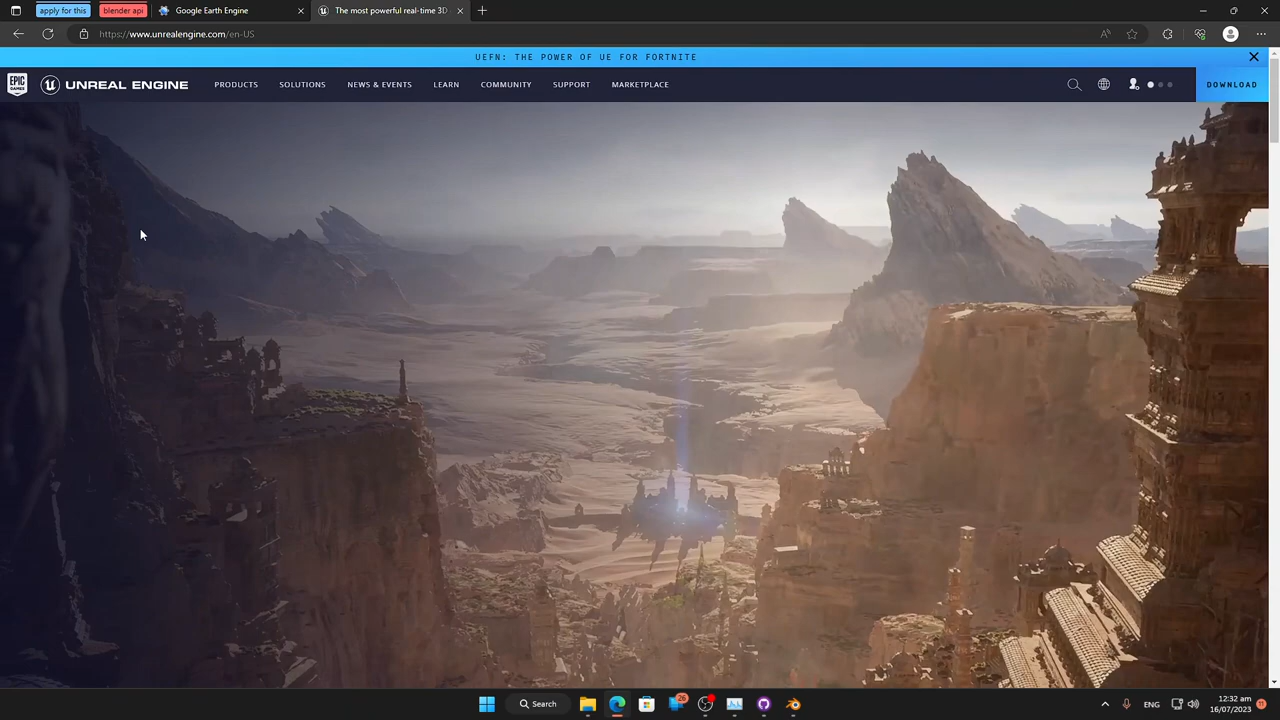 apply for this
blender api
Google Earth Engine
The most powerful real-time 3D
https://www.unrealengine.com/en-US
UEFN: THE POWER OF UE FOR FORTNITE
EPIC GAMES
UNREAL ENGINE
PRODUCTS
SOLUTIONS
NEWS & EVENTS
LEARN
COMMUNITY
SUPPORT
MARKETPLACE
DOWNLOAD
Search
26
ENG
12:32 am
16/07/2023
11